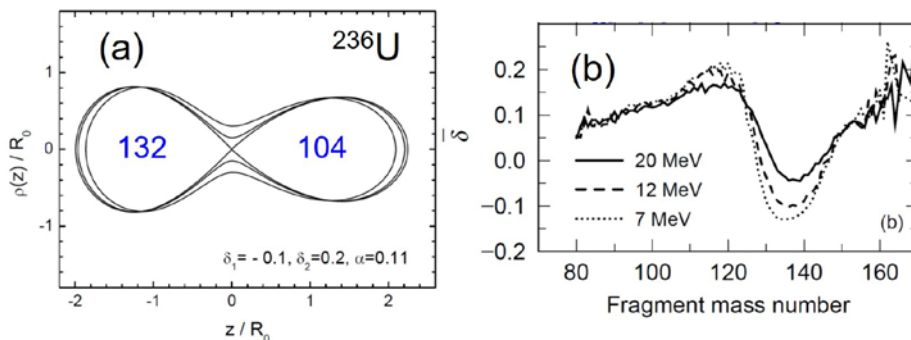 (a)
²³⁶U
132
104
δ₁= - 0.1, δ₂=0.2, α=0.11
ρ(z) / R₀
1
0
-1
-2
-1
0
1
2
z / R₀
(b)
δ̄
0.2
0.1
0.0
−0.1
−0.2
20 MeV
12 MeV
7 MeV
(b)
80
100
120
140
160
Fragment mass number